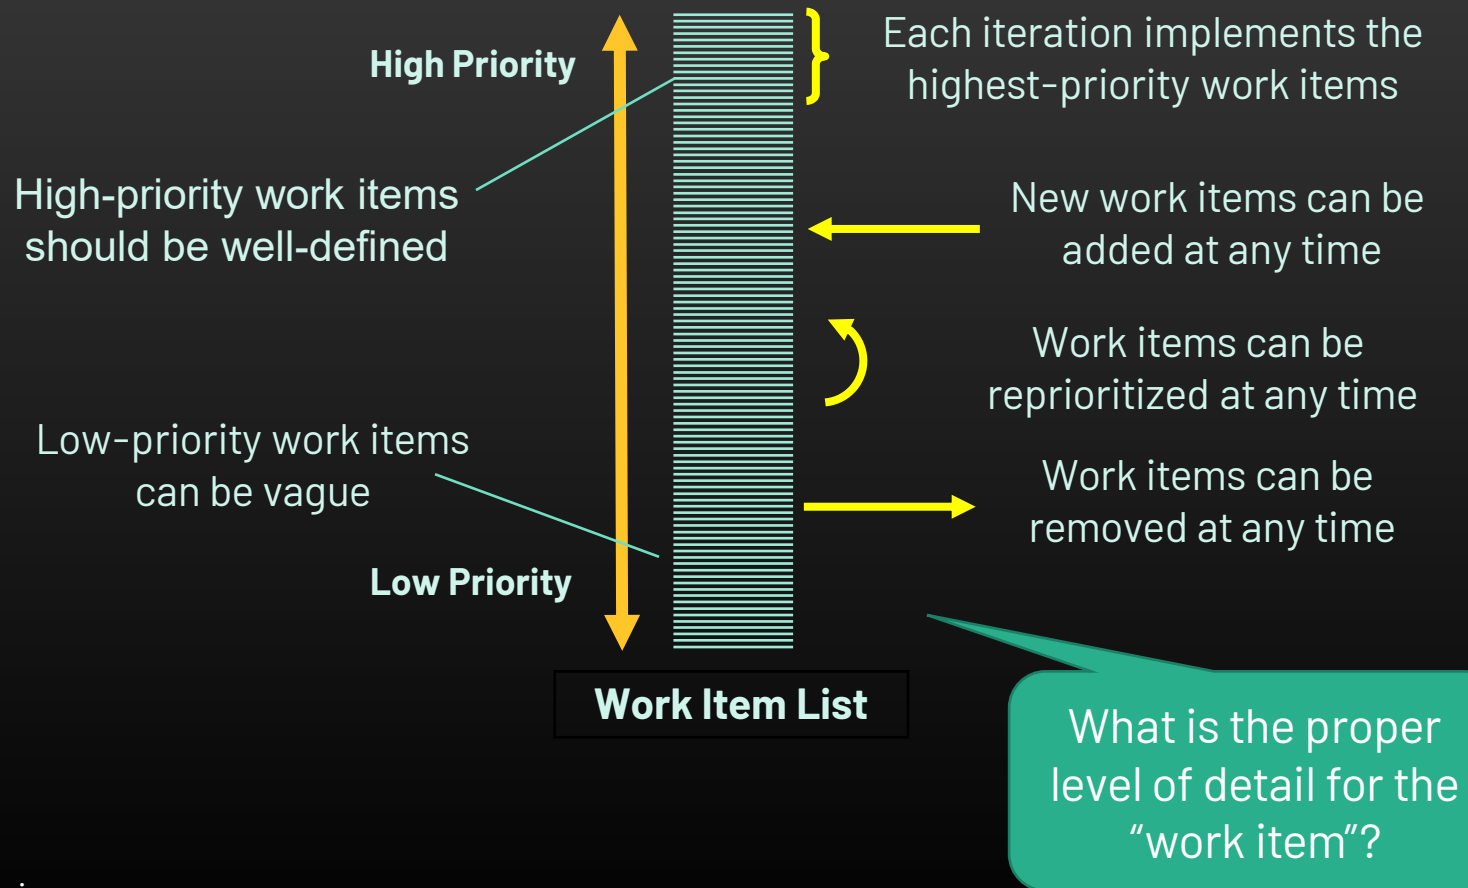 High Priority
Each iteration implements the
highest-priority work items
High-priority work items
should be well-defined
New work items can be
added at any time
Work items can be
reprioritized at any time
Low-priority work items
can be vague
Work items can be
removed at any time
Low Priority
Work Item List
What is the proper
level of detail for the
“work item”?